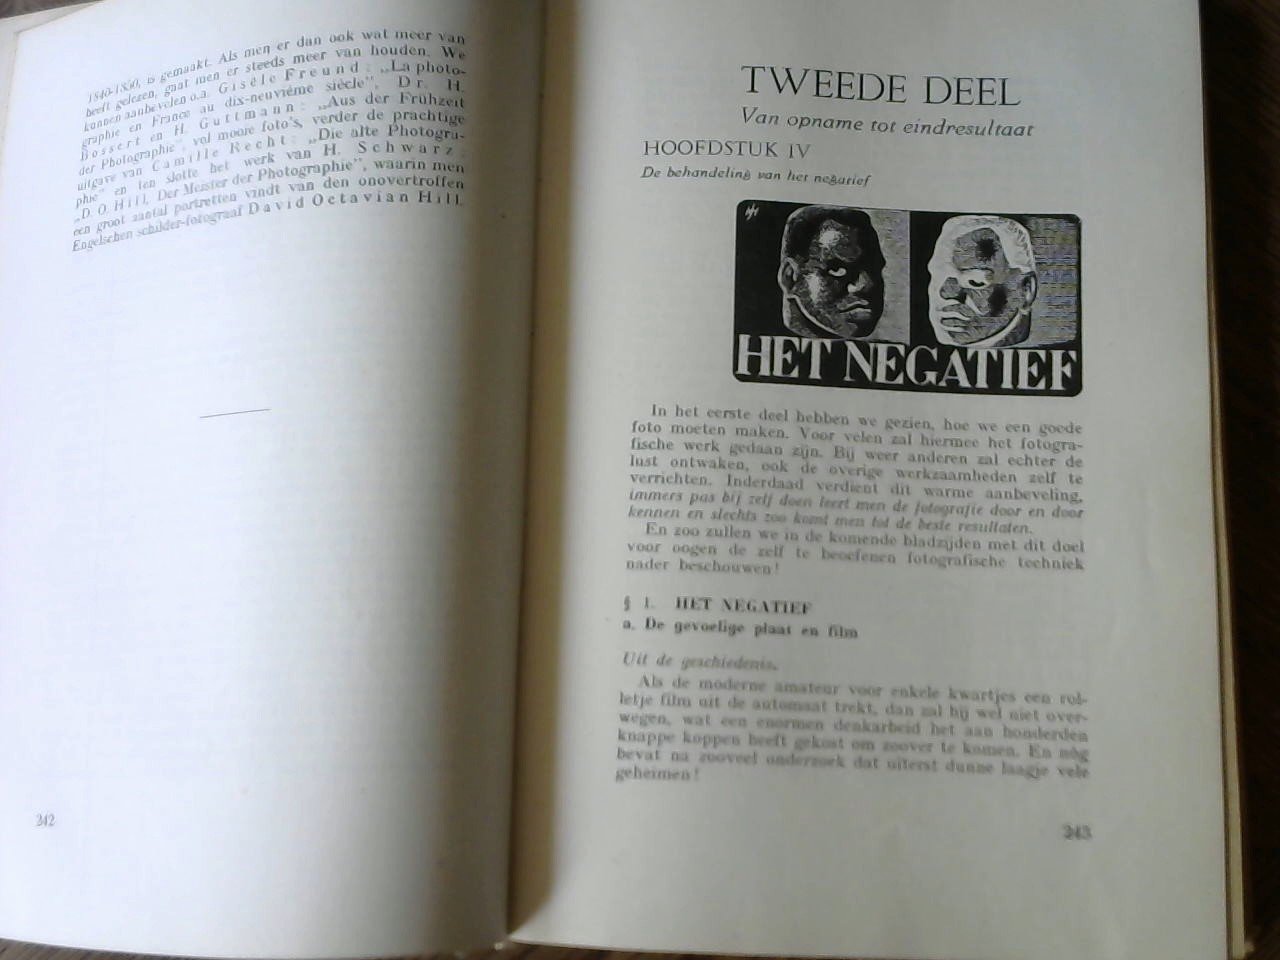 1840-1850, is gemaakt. Als men er dan ook wat meer van
heeft gelezen, gaat men er steeds meer van houden. We
kunnen aanbevelen o.a. Gisèle Freund: „La photo-
graphie en France au dix-neuvième siècle", Dr. H.
Bossert en H. Guttmann: „Aus der Frühzeit
der Photographie", vol mooie foto's, verder de prachtige
uitgave van Camille Recht: „Die alte Photogra-
phie" en ten slotte het werk van H. Schwarz:
„D. O. Hill, Der Meister der Photographie", waarin men
een groot aantal portretten vindt van den onovertroffen
Engelschen schilder-fotograaf David Octavian Hill.
242
TWEEDE DEEL
Van opname tot eindresultaat
HOOFDSTUK IV
De behandeling van het negatief
HET NEGATIEF
In het eerste deel hebben we gezien, hoe we een goede
foto moeten maken. Voor velen zal hiermee het fotogra-
fische werk gedaan zijn. Bij weer anderen zal echter de
lust ontwaken, ook de overige werkzaamheden zelf te
verrichten. Inderdaad verdient dit warme aanbeveling,
immers pas bij zelf doen leert men de fotografie door en door
kennen en slechts zoo komt men tot de beste resultaten.
En zoo zullen we in de komende bladzijden met dit doel
voor oogen de zelf te beoefenen fotografische techniek
nader beschouwen!
§ 1. HET NEGATIEF
a. De gevoelige plaat en film
Uit de geschiedenis.
Als de moderne amateur voor enkele kwartjes een rol-
letje film uit de automaat trekt, dan zal hij wel niet over-
wegen, wat een enormen denkarbeid het aan honderden
knappe koppen heeft gekost om zoover te komen. En nòg
bevat na zooveel onderzoek dat uiterst dunne laagje vele
geheimen!
243